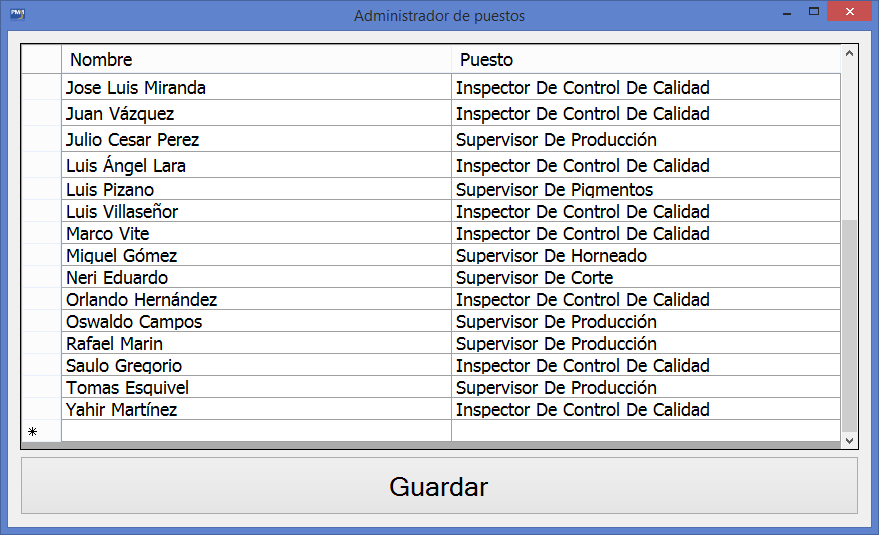 Administrador de puestos
Nombre Puesto
Jose Luis Miranda Inspector De Control De Calidad
Juan Vázquez Inspector De Control De Calidad
Julio Cesar Perez Supervisor De Producción
Luis Ángel Lara Inspector De Control De Calidad
Luis Pizano Supervisor De Pigmentos
Luis Villaseñor Inspector De Control De Calidad
Marco Vite Inspector De Control De Calidad
Miguel Gómez Supervisor De Horneado
Neri Eduardo Supervisor De Corte
Orlando Hernández Inspector De Control De Calidad
Oswaldo Campos Supervisor De Producción
Rafael Marin Supervisor De Producción
Saulo Gregorio Inspector De Control De Calidad
Tomas Esquivel Supervisor De Producción
Yahir Martínez Inspector De Control De Calidad
Guardar